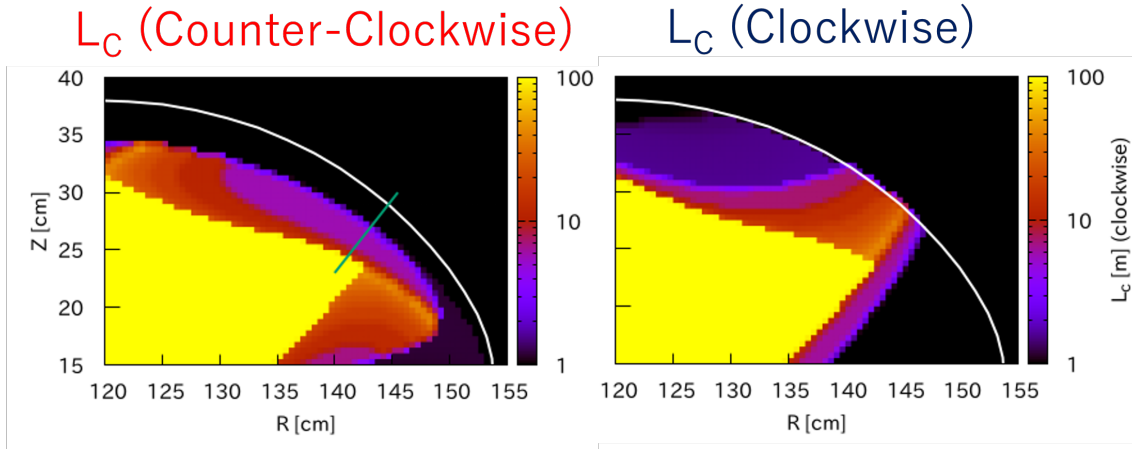 L_C (Counter-Clockwise)
L_C (Clockwise)
40
35
30
25
20
15
Z [cm]
120 125 130 135 140 145 150 155
R [cm]
100
10
1
120 125 130 135 140 145 150 155
R [cm]
100
10
1
L_C [m] (clockwise)